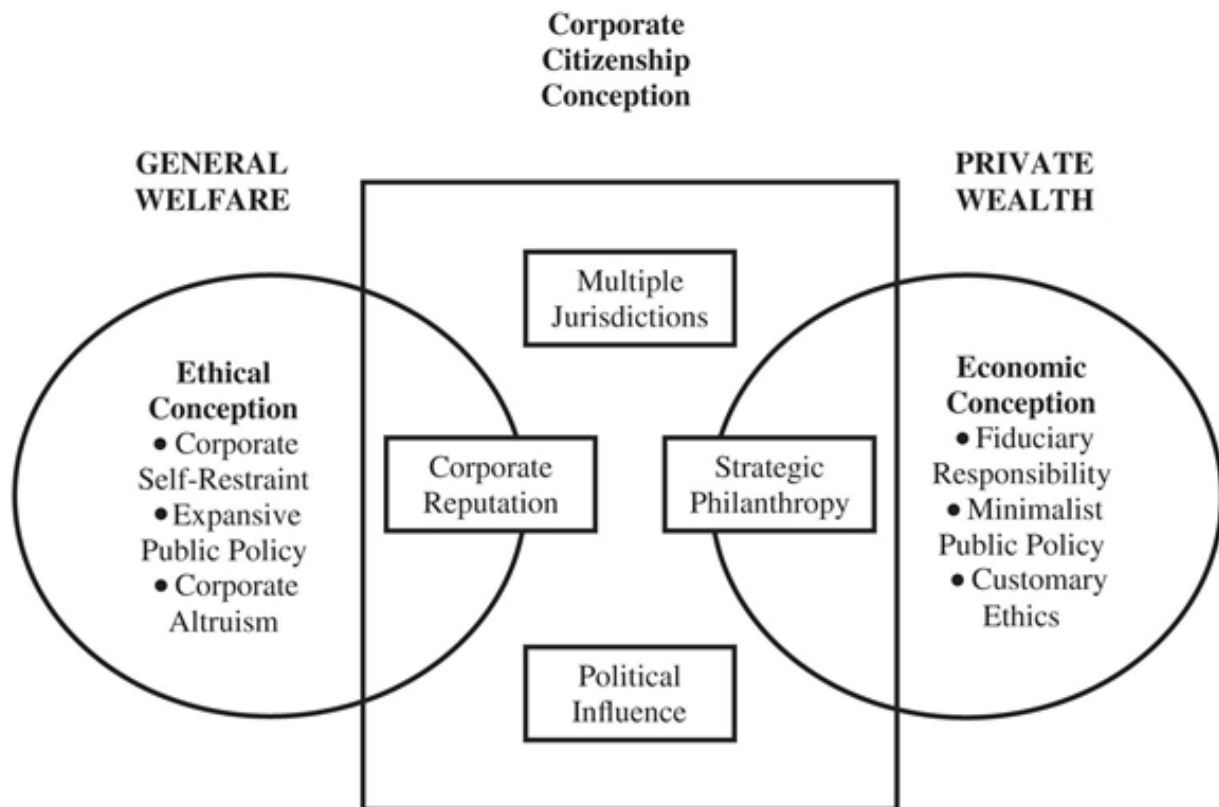 Corporate
Citizenship
Conception
GENERAL
WELFARE
PRIVATE
WEALTH
Multiple
Jurisdictions
Ethical
Conception
● Corporate
Self-Restraint
● Expansive
Public Policy
● Corporate
Altruism
Corporate
Reputation
Strategic
Philanthropy
Economic
Conception
● Fiduciary
Responsibility
● Minimalist
Public Policy
● Customary
Ethics
Political
Influence